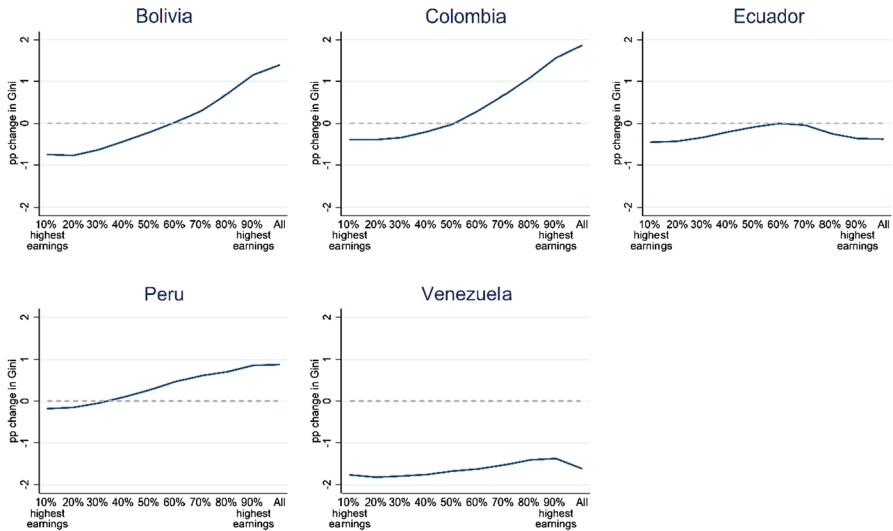 Bolivia
pp change in Gini
2
1
0
-1
-2
10% 20% 30% 40% 50% 60% 70% 80% 90% All
highest highest
earnings earnings
Colombia
pp change in Gini
2
1
0
-1
-2
10% 20% 30% 40% 50% 60% 70% 80% 90% All
highest highest
earnings earnings
Ecuador
pp change in Gini
2
1
0
-1
-2
10% 20% 30% 40% 50% 60% 70% 80% 90% All
highest highest
earnings earnings
Peru
pp change in Gini
2
1
0
-1
-2
10% 20% 30% 40% 50% 60% 70% 80% 90% All
highest highest
earnings earnings
Venezuela
pp change in Gini
2
1
0
-1
-2
10% 20% 30% 40% 50% 60% 70% 80% 90% All
highest highest
earnings earnings